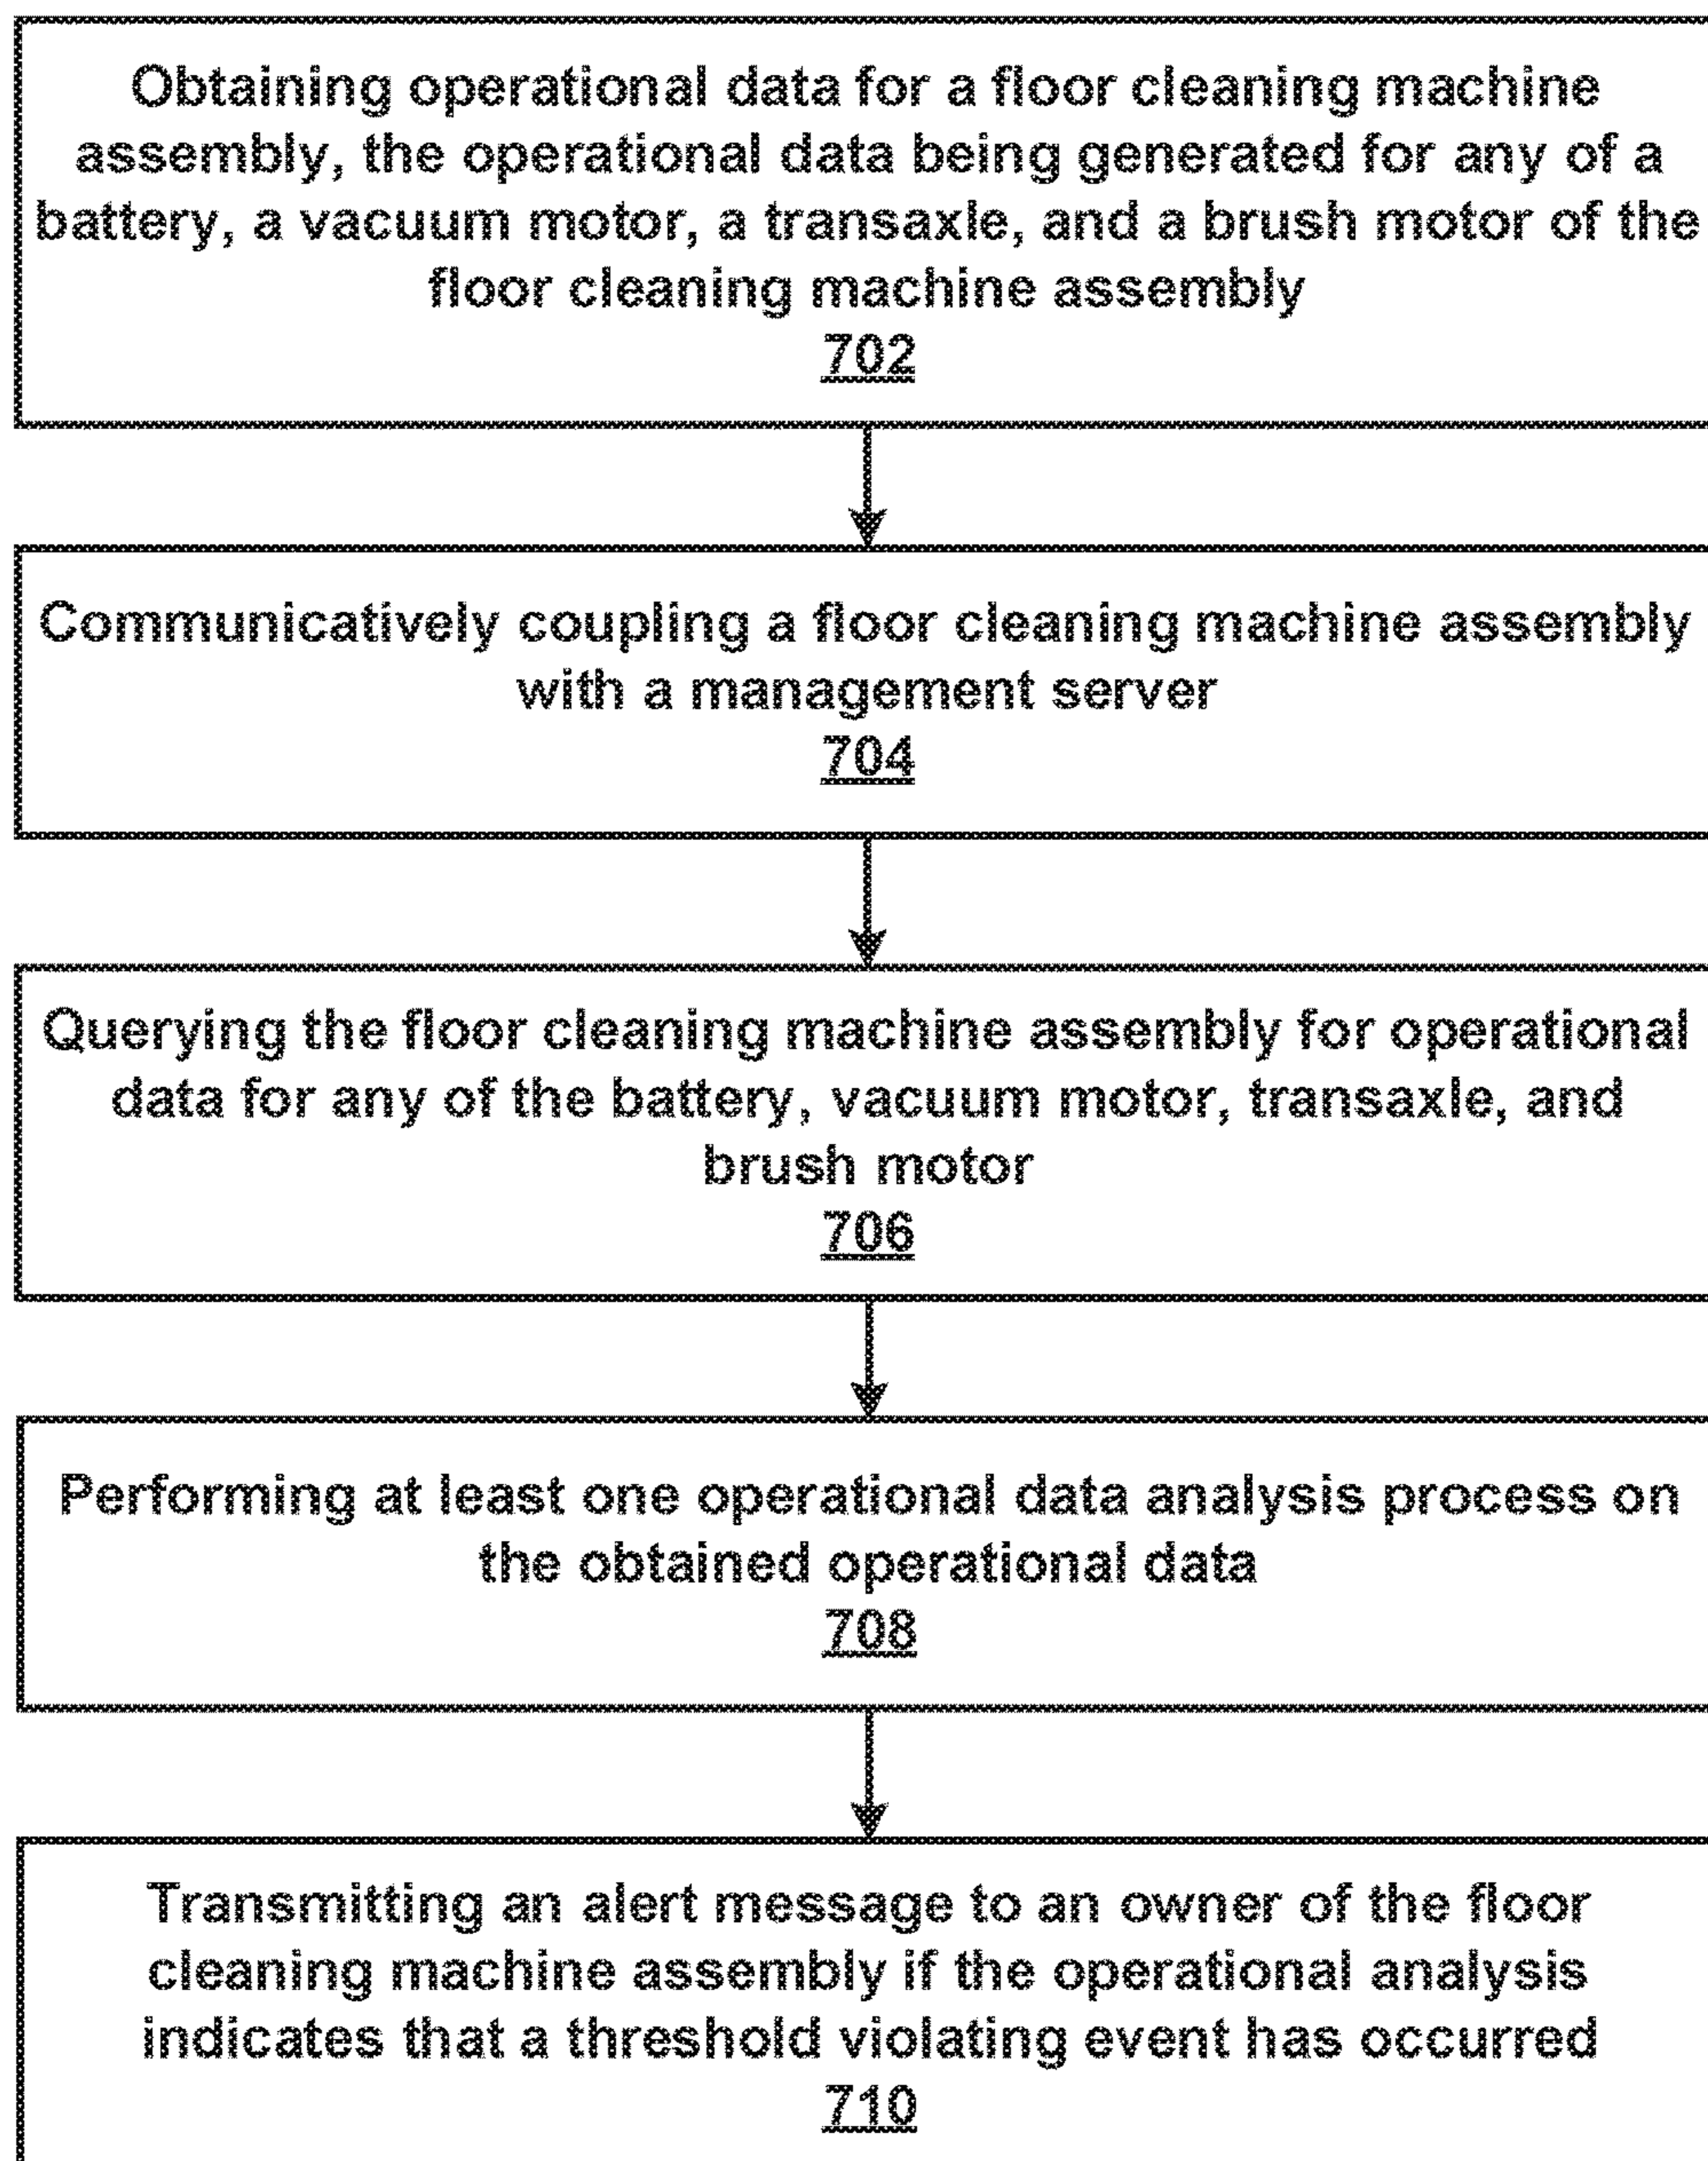 Obtaining operational data for a floor cleaning machine
assembly, the operational data being generated for any of a
battery, a vacuum motor, a transaxle, and a brush motor of the
floor cleaning machine assembly
702
Communicatively coupling a floor cleaning machine assembly
with a management server
704
Querying the floor cleaning machine assembly for operational
data for any of the battery, vacuum motor, transaxle, and
brush motor
706
Performing at least one operational data analysis process on
the obtained operational data
708
Transmitting an alert message to an owner of the floor
cleaning machine assembly if the operational analysis
indicates that a threshold violating event has occurred
710